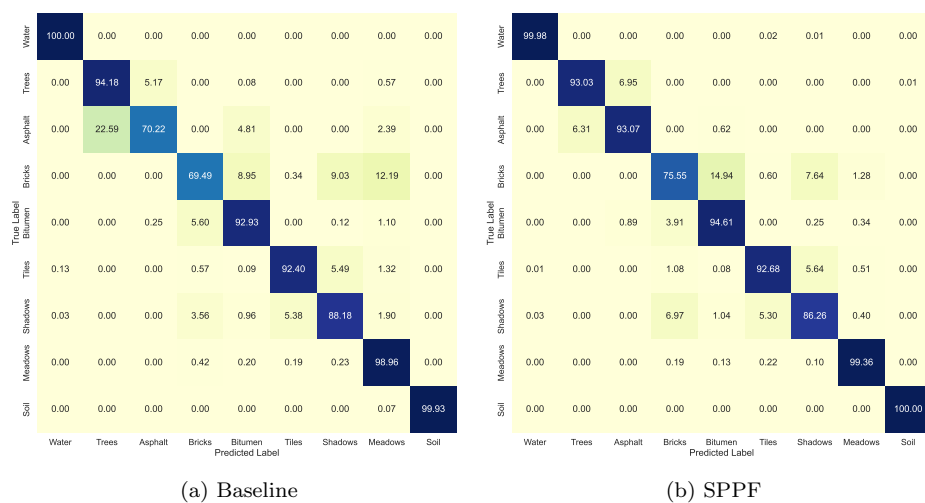 Water 100.00 0.00 0.00 0.00 0.00 0.00 0.00 0.00 0.00
Trees 0.00 94.18 5.17 0.00 0.08 0.00 0.00 0.57 0.00
Asphalt 0.00 22.59 70.22 0.00 4.81 0.00 0.00 2.39 0.00
Bricks 0.00 0.00 0.00 69.49 8.95 0.34 9.03 12.19 0.00
True Label
Bitumen 0.00 0.00 0.25 5.60 92.93 0.00 0.12 1.10 0.00
Tiles 0.13 0.00 0.00 0.57 0.09 92.40 5.49 1.32 0.00
Shadows 0.03 0.00 0.00 3.56 0.96 5.38 88.18 1.90 0.00
Meadows 0.00 0.00 0.00 0.42 0.20 0.19 0.23 98.96 0.00
Soil 0.00 0.00 0.00 0.00 0.00 0.00 0.00 0.07 99.93
Water Trees Asphalt Bricks Bitumen Tiles Shadows Meadows Soil
Predicted Label
(a) Baseline
Water 99.98 0.00 0.00 0.00 0.00 0.02 0.01 0.00 0.00
Trees 0.00 93.03 6.95 0.00 0.00 0.00 0.00 0.00 0.01
Asphalt 0.00 6.31 93.07 0.00 0.62 0.00 0.00 0.00 0.00
Bricks 0.00 0.00 0.00 75.55 14.94 0.60 7.64 1.28 0.00
True Label
Bitumen 0.00 0.00 0.89 3.91 94.61 0.00 0.25 0.34 0.00
Tiles 0.01 0.00 0.00 1.08 0.08 92.68 5.64 0.51 0.00
Shadows 0.03 0.00 0.00 6.97 1.04 5.30 86.26 0.40 0.00
Meadows 0.00 0.00 0.00 0.19 0.13 0.22 0.10 99.36 0.00
Soil 0.00 0.00 0.00 0.00 0.00 0.00 0.00 0.00 100.00
Water Trees Asphalt Bricks Bitumen Tiles Shadows Meadows Soil
Predicted Label
(b) SPPF